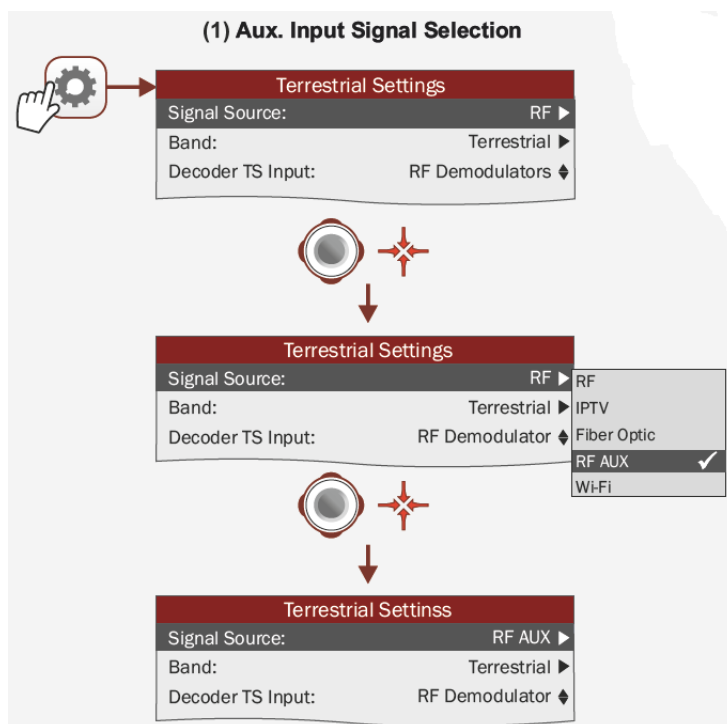 (1) Aux. Input Signal Selection
Terrestrial Settings
Signal Source: RF
Band: Terrestrial
Decoder TS Input: RF Demodulators
Terrestrial Settings
Signal Source: RF
Band: Terrestrial
Decoder TS Input: RF Demodulator
RF
IPTV
Fiber Optic
RF AUX
Wi-Fi
Terrestrial Settinss
Signal Source: RF AUX
Band: Terrestrial
Decoder TS Input: RF Demodulator